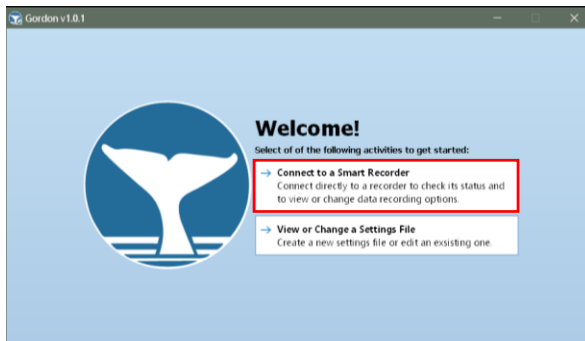 Gordon v1.0.1
Welcome!
Select of of the following activities to get started:
Connect to a Smart Recorder
Connect directly to a recorder to check its status and
to view or change data recording options.
View or Change a Settings File
Create a new settings file or edit an exsisting one.